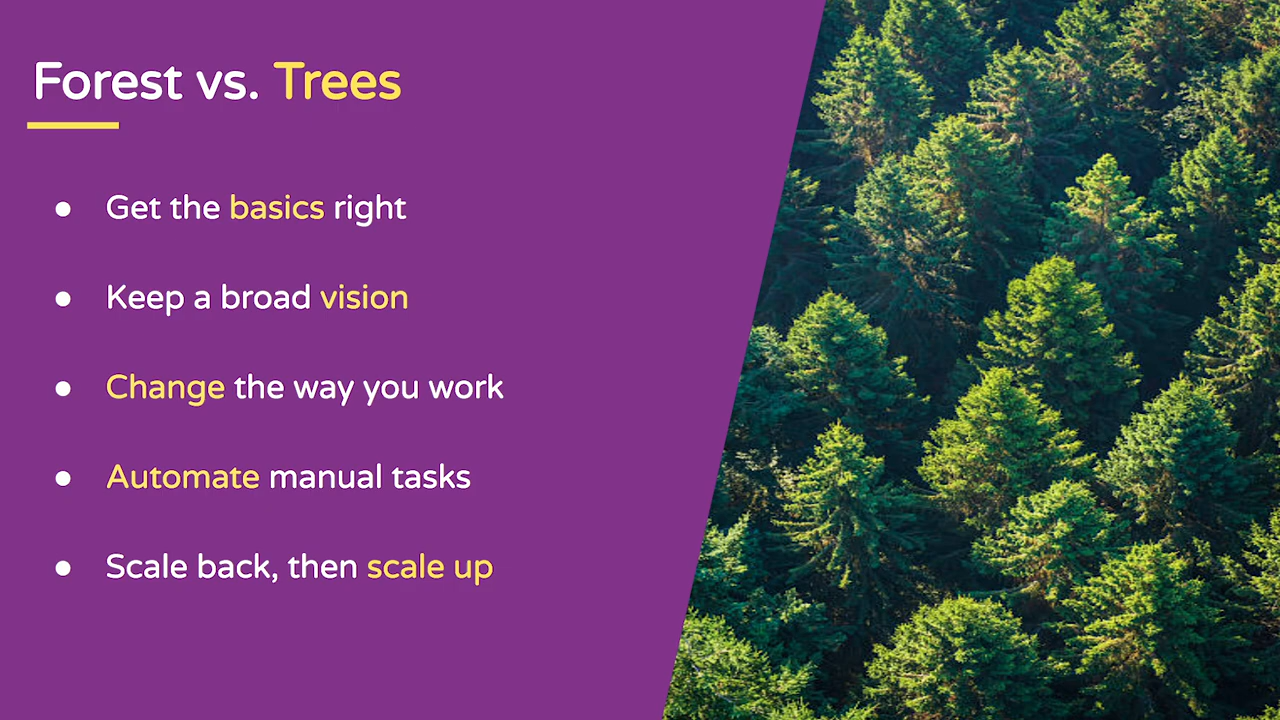 Forest vs. Trees
● Get the basics right
● Keep a broad vision
● Change the way you work
● Automate manual tasks
● Scale back, then scale up